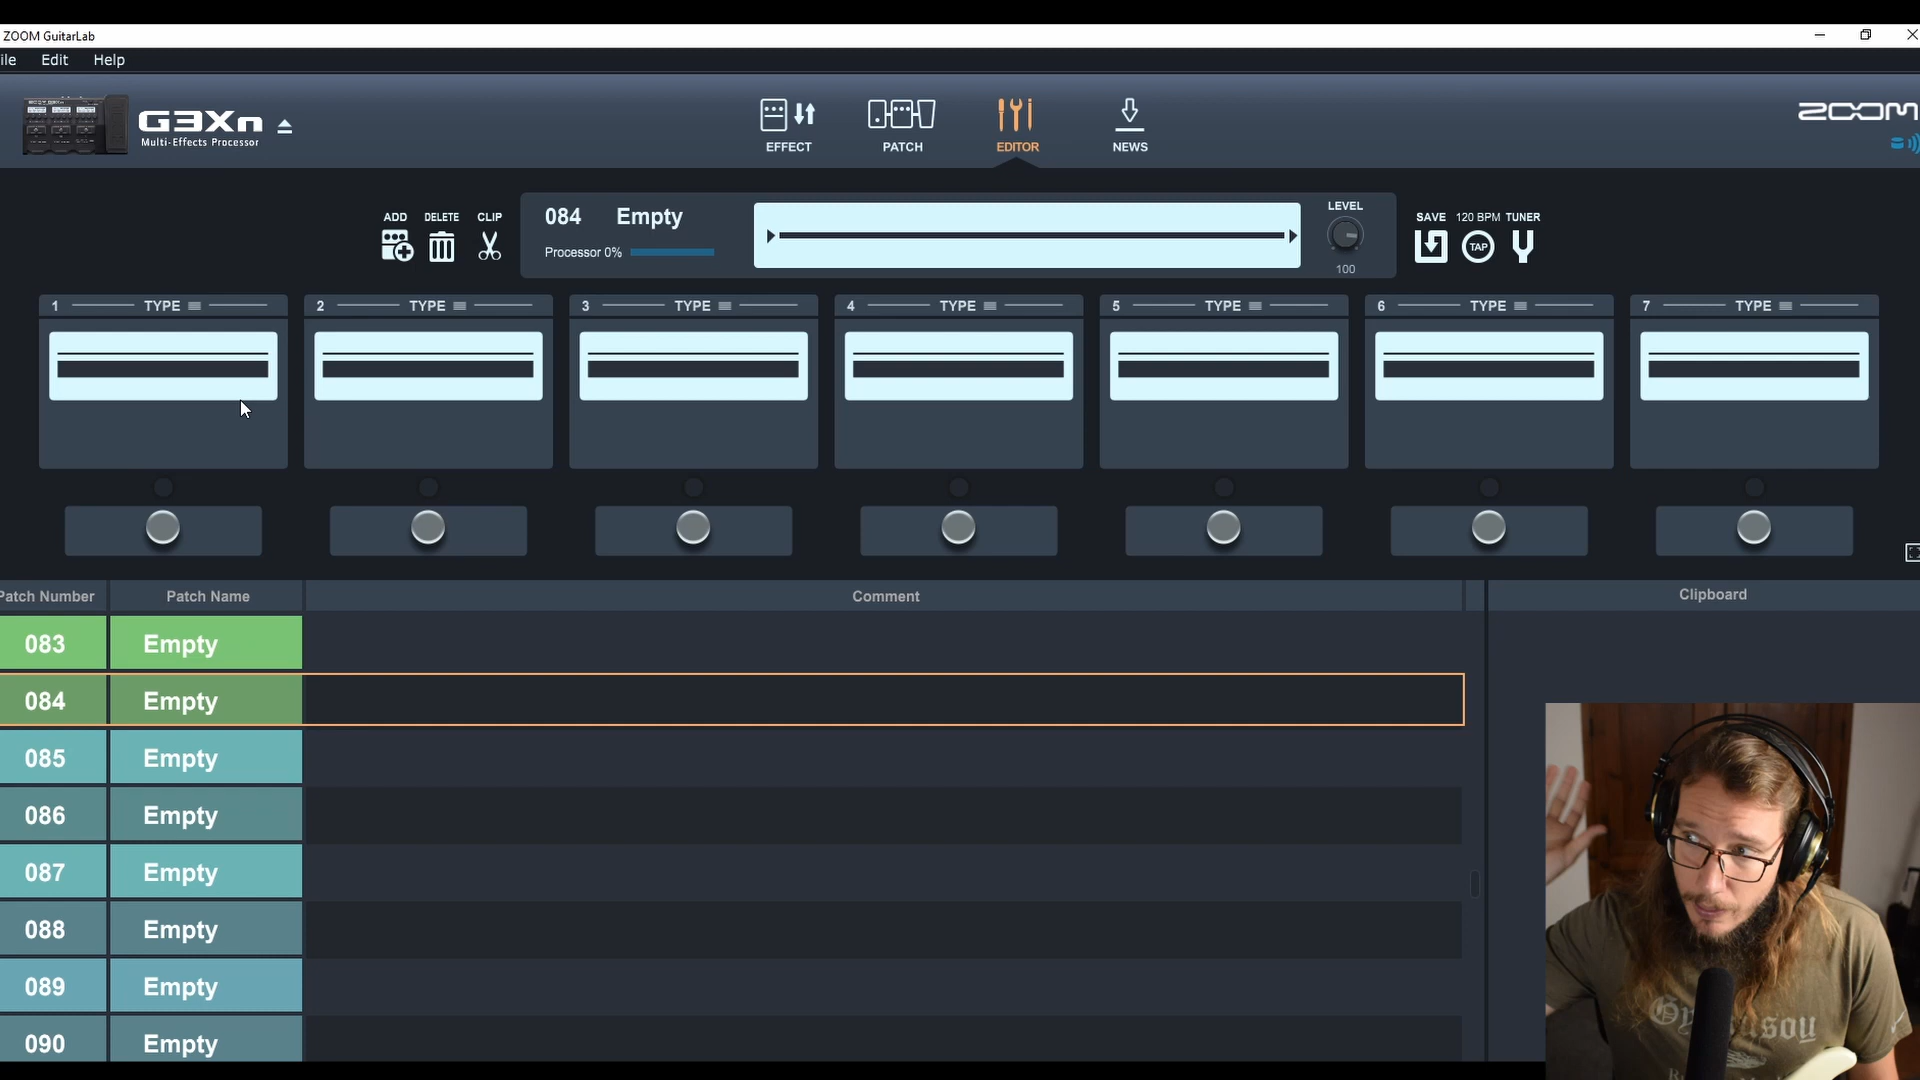 ZOOM GuitarLab
ile Edit Help
G3Xn
Multi-Effects Processor
EFFECT PATCH EDITOR NEWS
ZOOM
ADD DELETE CLIP
084 Empty
Processor 0%
LEVEL
100
SAVE 120 BPM TUNER
TAP
1 TYPE 2 TYPE 3 TYPE 4 TYPE 5 TYPE 6 TYPE 7 TYPE
Patch Number Patch Name Comment Clipboard
083 Empty
084 Empty
085 Empty
086 Empty
087 Empty
088 Empty
089 Empty
090 Empty